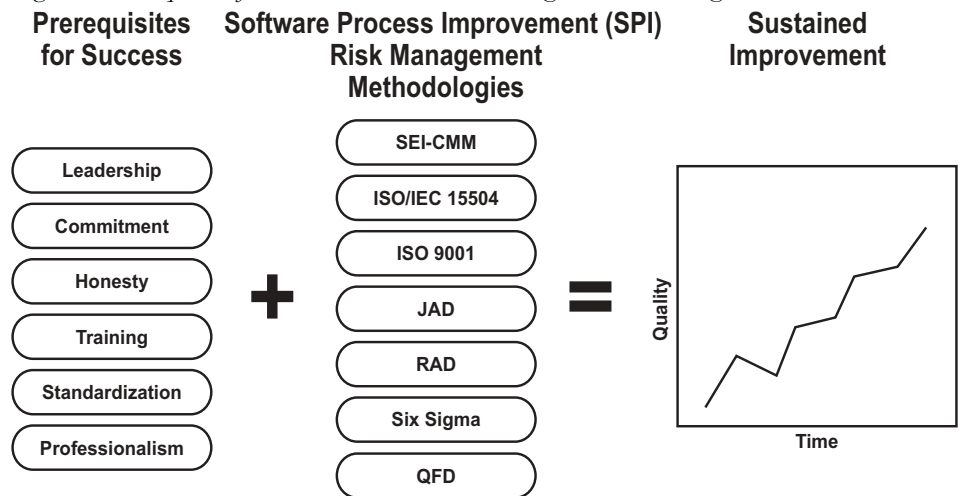 Prerequisites
for Success
Software Process Improvement (SPI)
Risk Management
Methodologies
Sustained
Improvement
Leadership
Commitment
Honesty
Training
Standardization
Professionalism
+
SEI-CMM
ISO/IEC 15504
ISO 9001
JAD
RAD
Six Sigma
QFD
=
Quality
Time